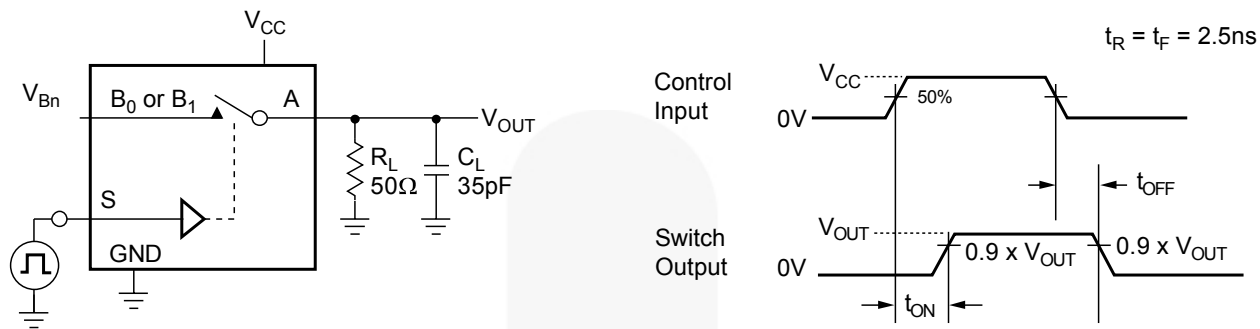 V_CC
V_Bn
B_0 or B_1
A
V_OUT
R_L
50Ω
C_L
35pF
S
GND
t_R = t_F = 2.5ns
Control
Input
V_CC
50%
0V
t_OFF
Switch
Output
V_OUT
0.9 x V_OUT
0.9 x V_OUT
0V
t_ON